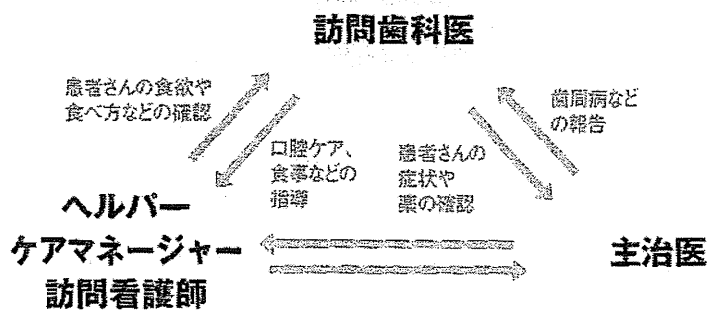 訪問歯科医
患者さんの食欲や
食べ方などの確認
歯周病など
の報告
口腔ケア、
食事などの
指導
患者さんの
症状や
薬の確認
ヘルパー
ケアマネージャー
訪問看護師
主治医